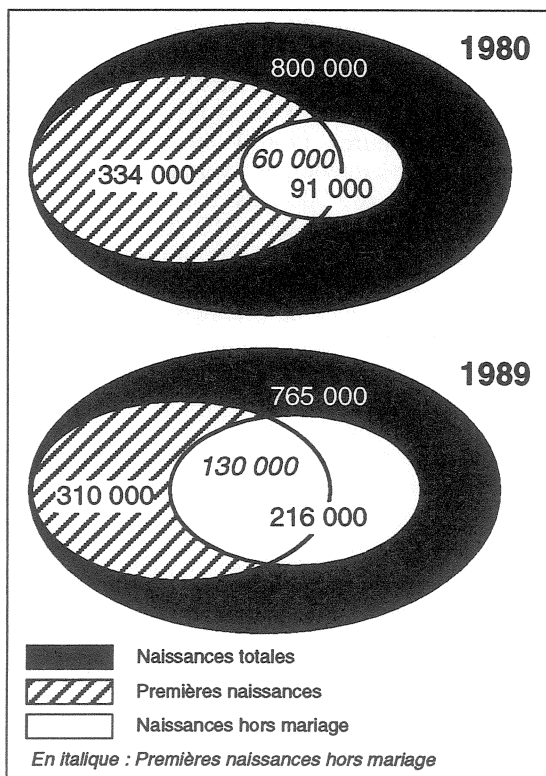 1980
800 000
60 000
334 000
91 000
1989
765 000
130 000
310 000
216 000
Naissances totales
Premières naissances
Naissances hors mariage
En italique : Premières naissances hors mariage